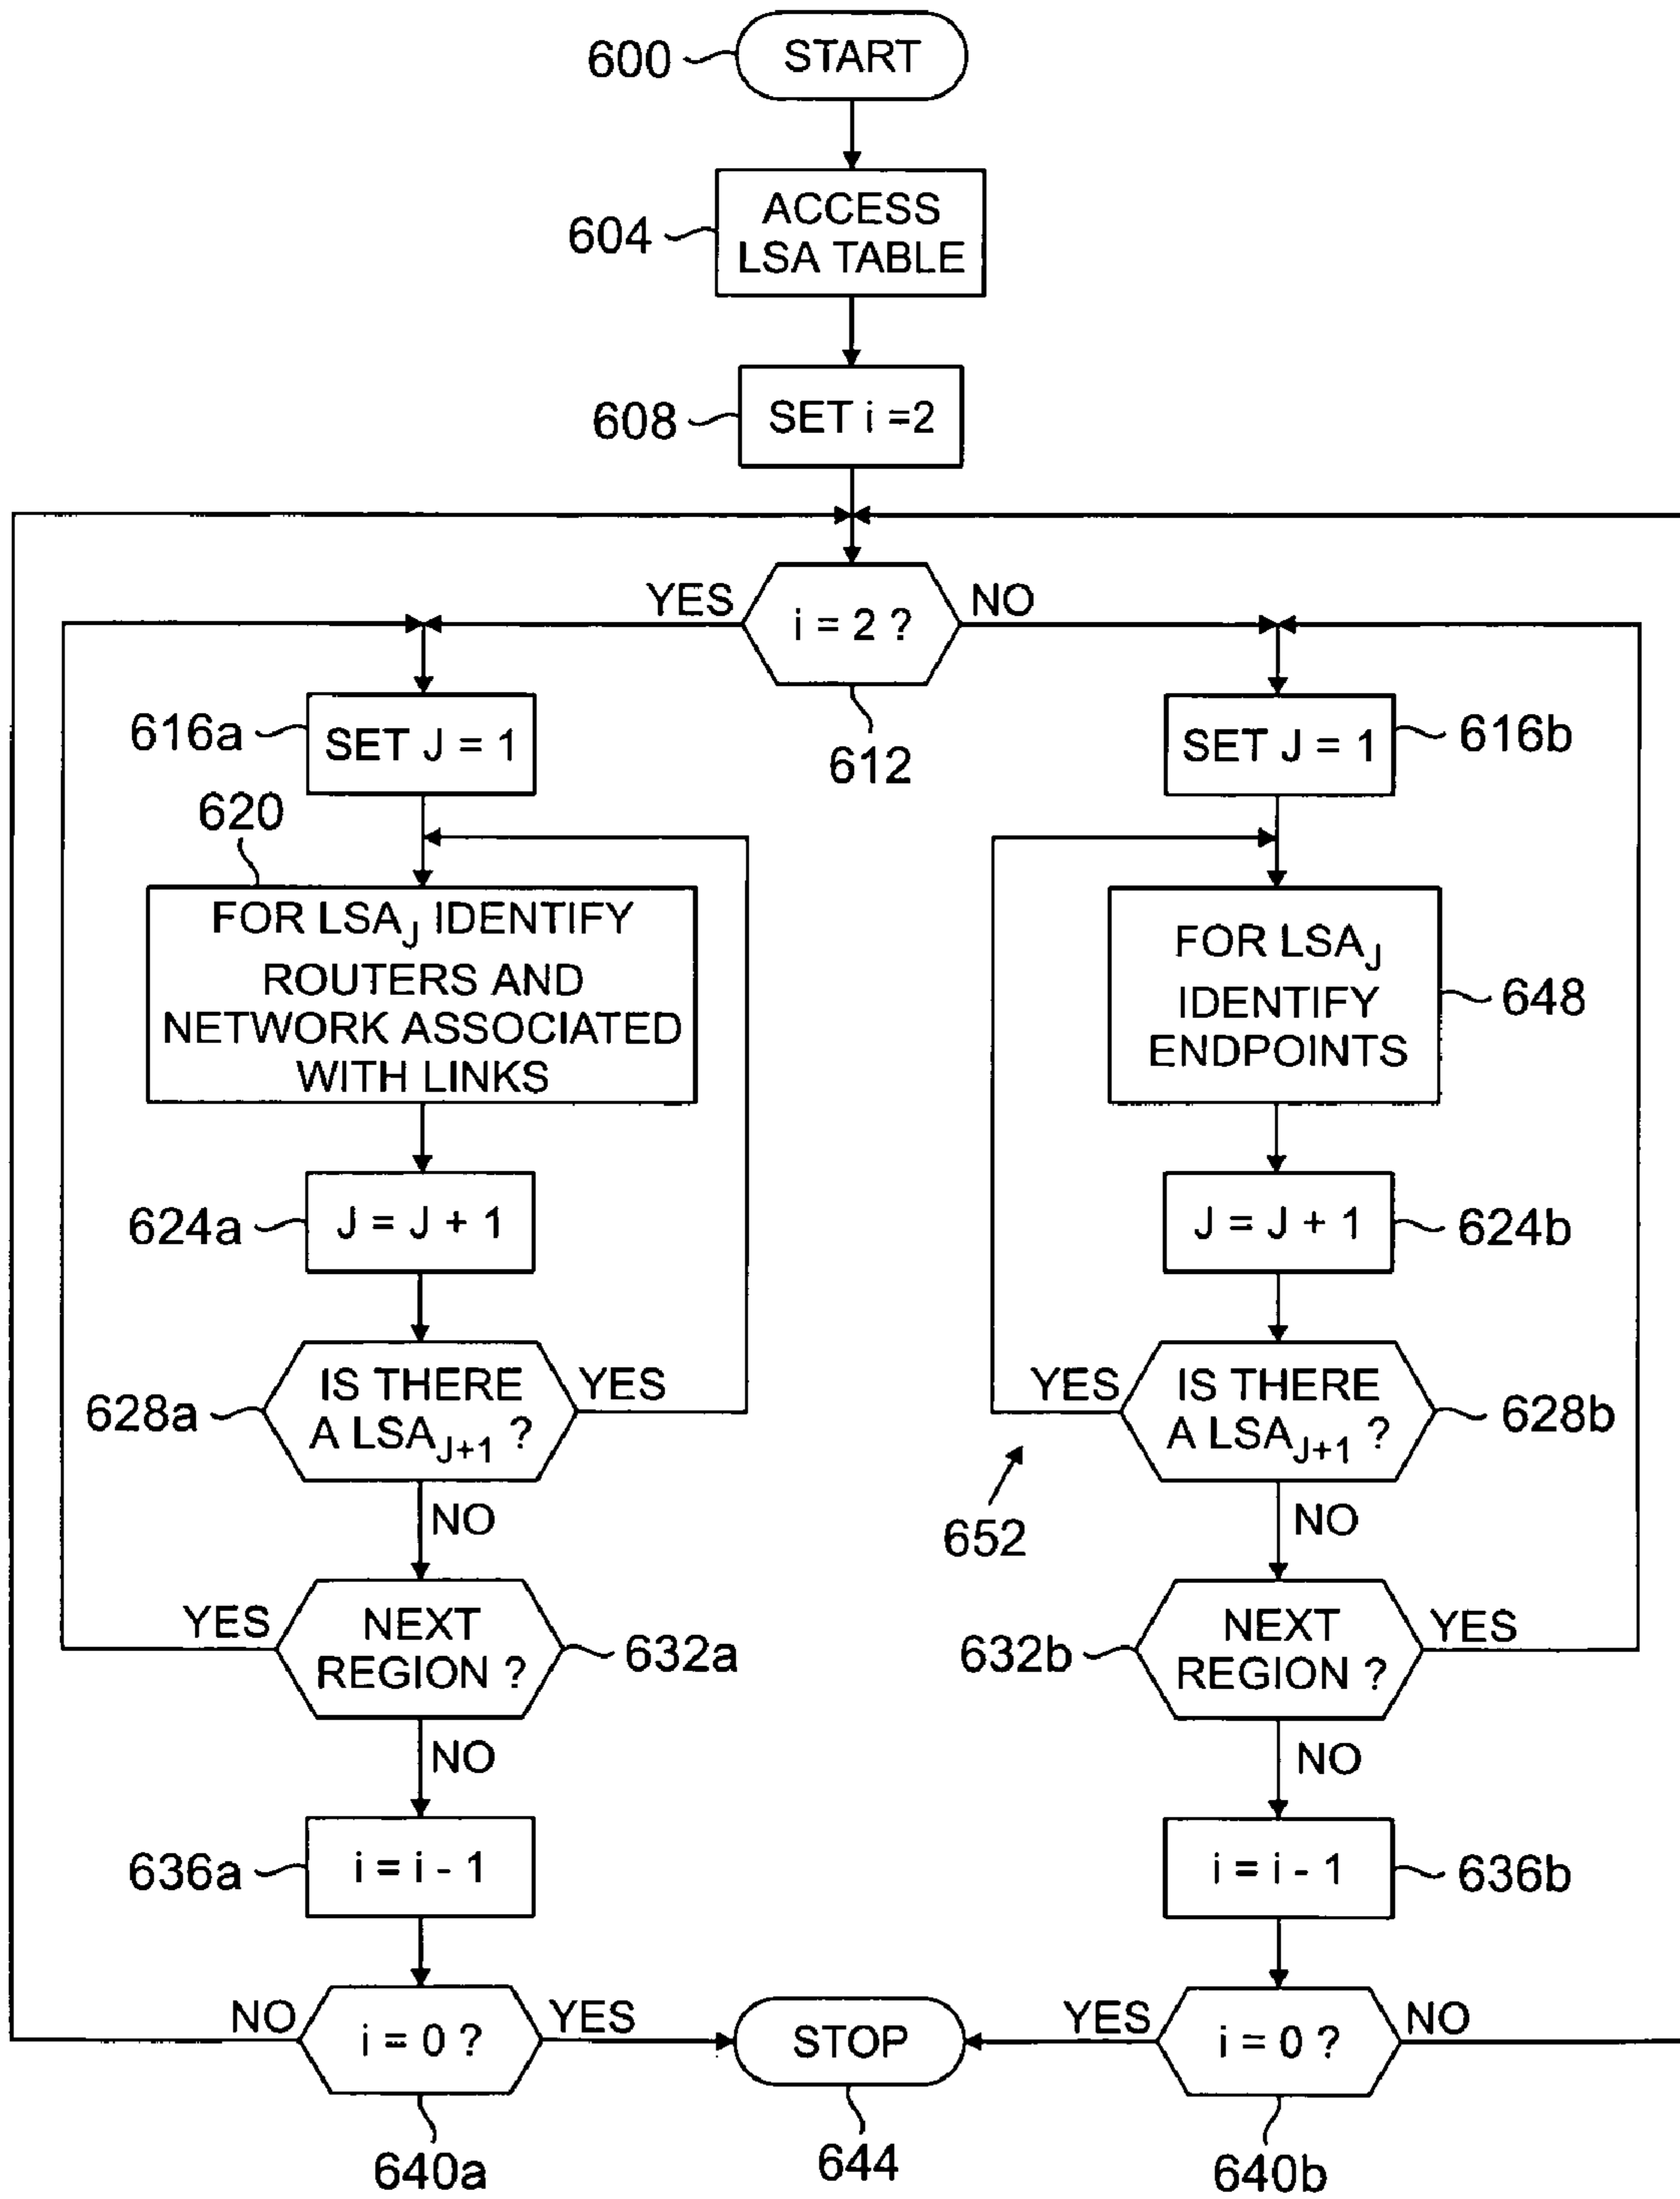 600
START
604
ACCESS
LSA TABLE
608
SET i =2
YES
i = 2 ?
NO
612
616a
SET J = 1
SET J = 1
616b
620
FOR LSAJ IDENTIFY
ROUTERS AND
NETWORK ASSOCIATED
WITH LINKS
FOR LSAJ
IDENTIFY
ENDPOINTS
648
624a
J = J + 1
J = J + 1
624b
628a
IS THERE
A LSAJ+1 ?
YES
YES
IS THERE
A LSAJ+1 ?
628b
652
NO
NO
YES
NEXT
REGION ?
632a
632b
NEXT
REGION ?
YES
NO
NO
636a
i = i - 1
i = i - 1
636b
NO
i = 0 ?
YES
STOP
YES
i = 0 ?
NO
640a
644
640b